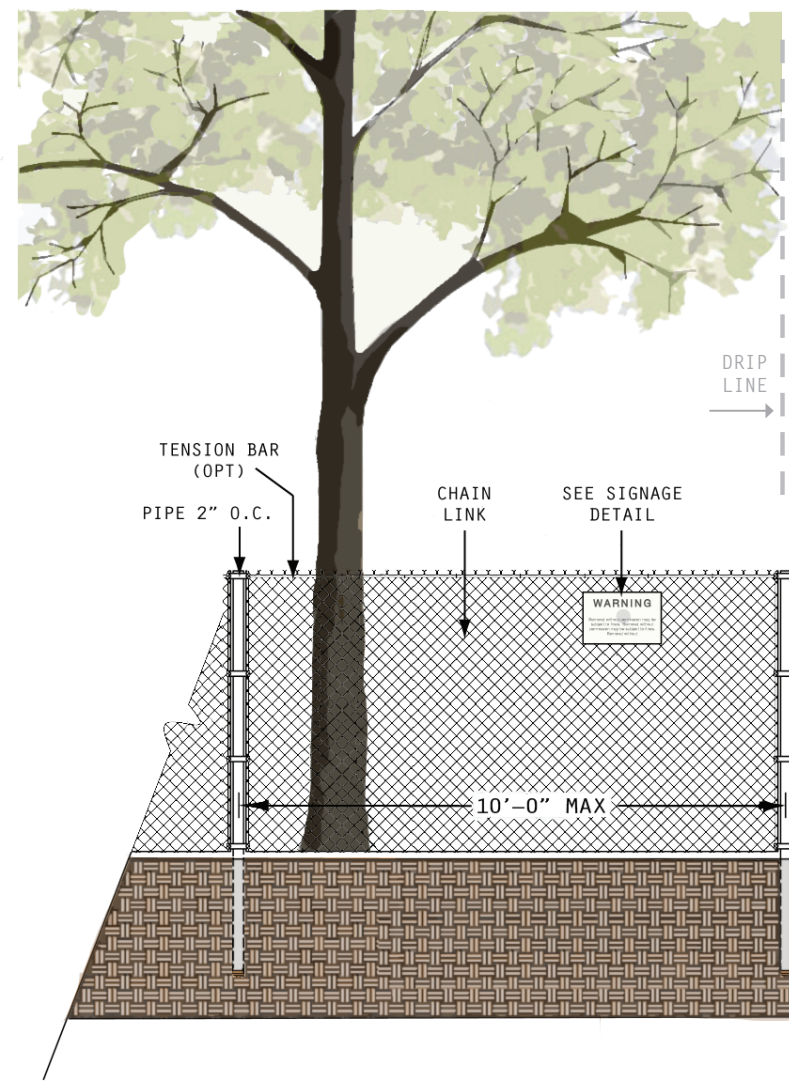 DRIP
LINE
TENSION BAR
(OPT)
PIPE 2” O.C.
CHAIN
LINK
SEE SIGNAGE
DETAIL
WARNING
10’–0” MAX